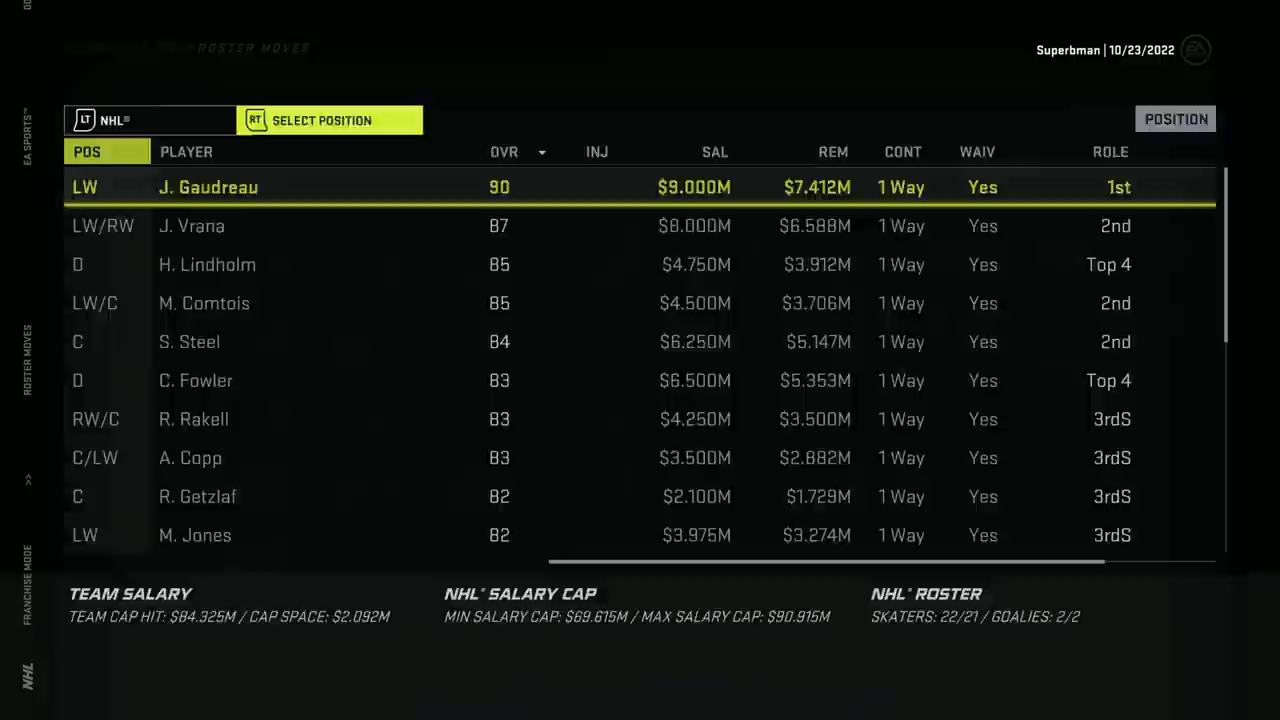 ROSTER MOVES
Superbman | 10/23/2022
EA
LT NHL® RT SELECT POSITION POSITION
POS PLAYER OVR INJ SAL REM CONT WAIV ROLE
LW J. Gaudreau 90 $9.000M $7.412M 1 Way Yes 1st
LW/RW J. Vrana 87 $8.000M $6.588M 1 Way Yes 2nd
D H. Lindholm 85 $4.750M $3.912M 1 Way Yes Top 4
LW/C M. Comtois 85 $4.500M $3.706M 1 Way Yes 2nd
C S. Steel 84 $6.250M $5.147M 1 Way Yes 2nd
D C. Fowler 83 $6.500M $5.353M 1 Way Yes Top 4
RW/C R. Rakell 83 $4.250M $3.500M 1 Way Yes 3rdS
C/LW A. Copp 83 $3.500M $2.882M 1 Way Yes 3rdS
C R. Getzlaf 82 $2.100M $1.729M 1 Way Yes 3rdS
LW M. Jones 82 $3.975M $3.274M 1 Way Yes 3rdS
TEAM SALARY
TEAM CAP HIT: $84.325M / CAP SPACE: $2.092M
NHL® SALARY CAP
MIN SALARY CAP: $69.615M / MAX SALARY CAP: $90.915M
NHL® ROSTER
SKATERS: 22/21 / GOALIES: 2/2
EA SPORTS™
ROSTER MOVES
>>
FRANCHISE MODE
NHL